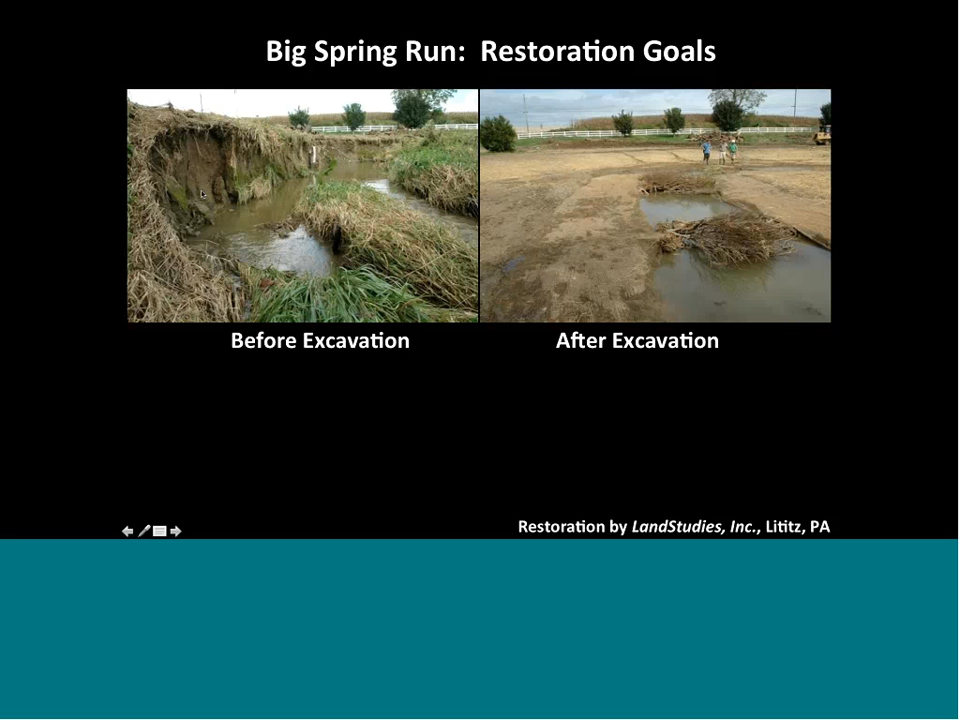 Big Spring Run:  Restoration Goals
Before Excavation
After Excavation
Restoration by LandStudies, Inc., Lititz, PA